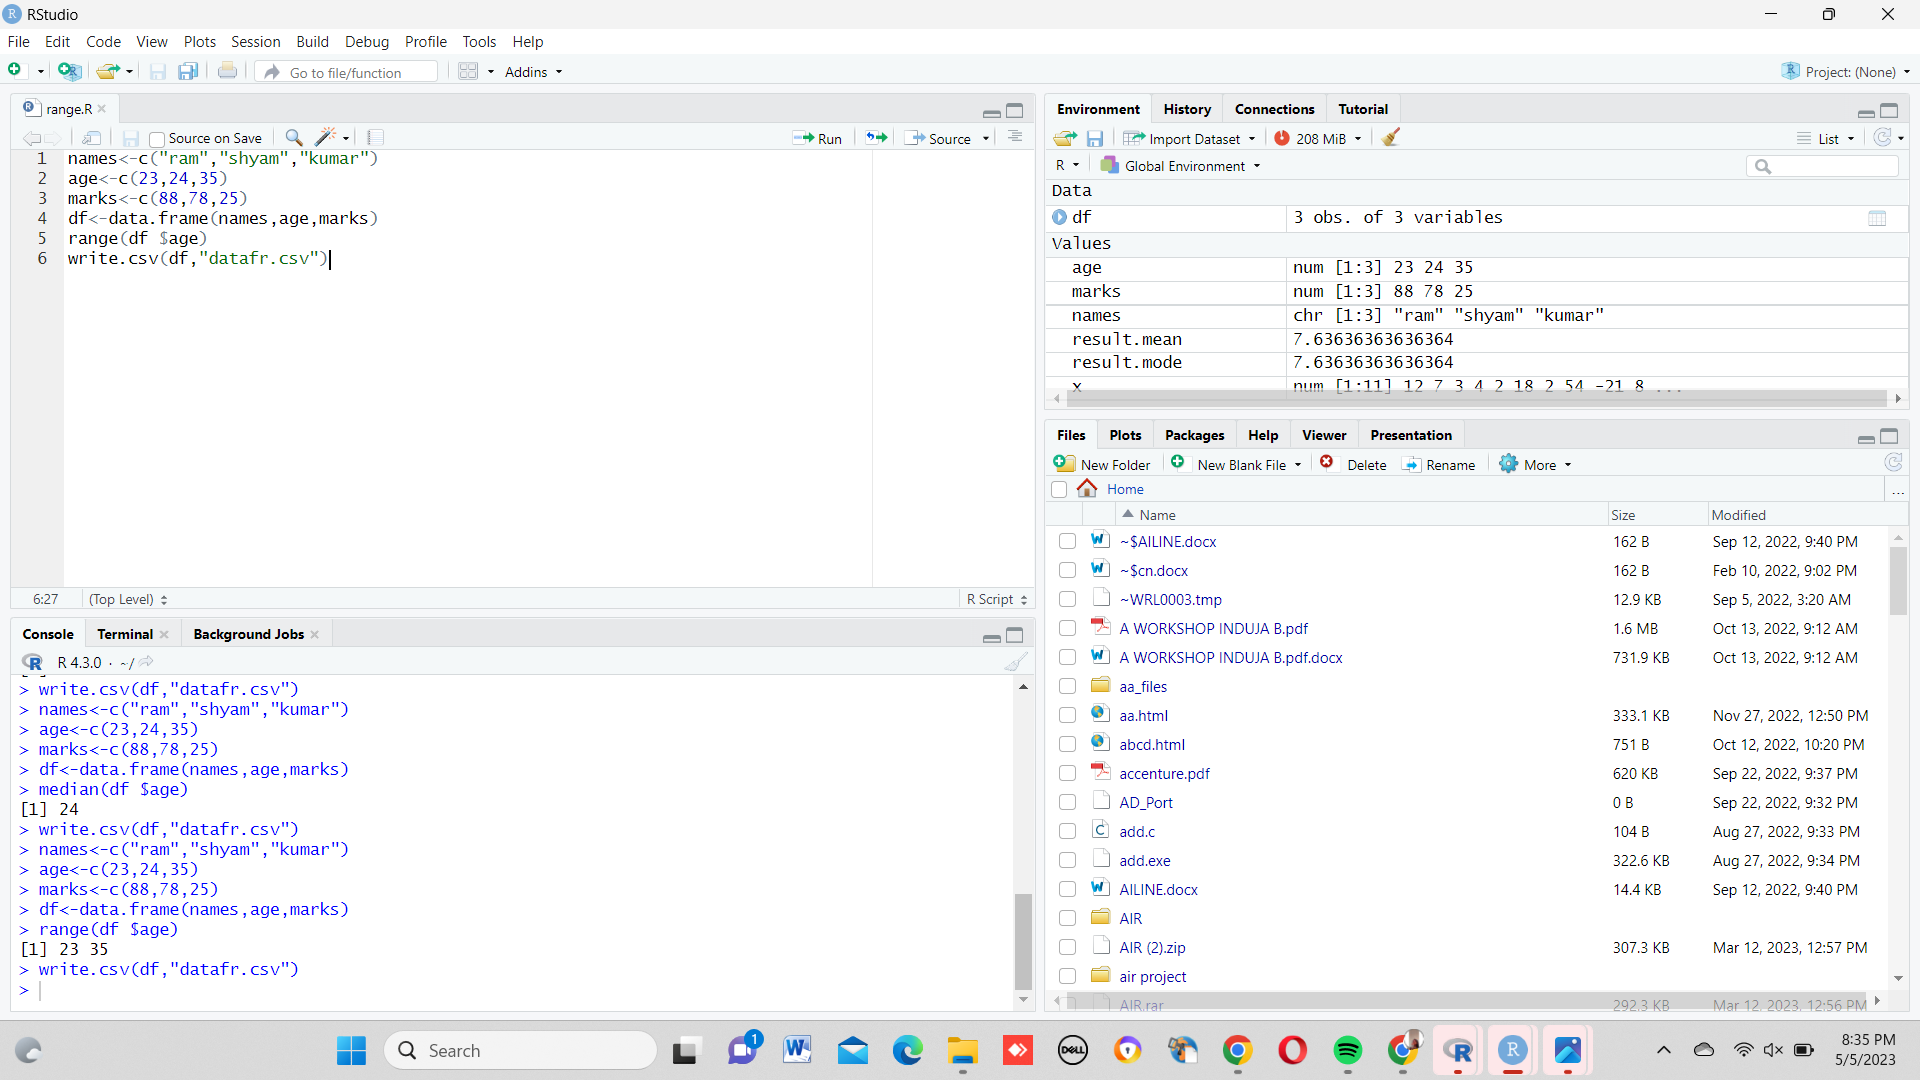 RStudio
File Edit Code View Plots Session Build Debug Profile Tools Help
Go to file/function Addins Project: (None)
range.R
Source on Save Run Source
1 names<-c("ram","shyam","kumar")
2 age<-c(23,24,35)
3 marks<-c(88,78,25)
4 df<-data.frame(names,age,marks)
5 range(df $age)
6 write.csv(df,"datafr.csv")
6:27 (Top Level) R Script
Console Terminal Background Jobs
R 4.3.0 · ~/
> write.csv(df,"datafr.csv")
> names<-c("ram","shyam","kumar")
> age<-c(23,24,35)
> marks<-c(88,78,25)
> df<-data.frame(names,age,marks)
> median(df $age)
[1] 24
> write.csv(df,"datafr.csv")
> names<-c("ram","shyam","kumar")
> age<-c(23,24,35)
> marks<-c(88,78,25)
> df<-data.frame(names,age,marks)
> range(df $age)
[1] 23 35
> write.csv(df,"datafr.csv")
>
Environment History Connections Tutorial
Import Dataset 208 MiB List
R Global Environment
Data
df 3 obs. of 3 variables
Values
age num [1:3] 23 24 35
marks num [1:3] 88 78 25
names chr [1:3] "ram" "shyam" "kumar"
result.mean 7.63636363636364
result.mode 7.63636363636364
x num [1:11] 12 7 3 4 2 18 2 54 -21 8 ...
Files Plots Packages Help Viewer Presentation
New Folder New Blank File Delete Rename More
Home ...
Name Size Modified
~$AILINE.docx 162 B Sep 12, 2022, 9:40 PM
~$cn.docx 162 B Feb 10, 2022, 9:02 PM
~WRL0003.tmp 12.9 KB Sep 5, 2022, 3:20 AM
A WORKSHOP INDUJA B.pdf 1.6 MB Oct 13, 2022, 9:12 AM
A WORKSHOP INDUJA B.pdf.docx 731.9 KB Oct 13, 2022, 9:12 AM
aa_files
aa.html 333.1 KB Nov 27, 2022, 12:50 PM
abcd.html 751 B Oct 12, 2022, 10:20 PM
accenture.pdf 620 KB Sep 22, 2022, 9:37 PM
AD_Port 0 B Sep 22, 2022, 9:32 PM
add.c 104 B Aug 27, 2022, 9:33 PM
add.exe 322.6 KB Aug 27, 2022, 9:34 PM
AILINE.docx 14.4 KB Sep 12, 2022, 9:40 PM
AIR
AIR (2).zip 307.3 KB Mar 12, 2023, 12:57 PM
air project
AIR.rar 292.3 KB Mar 12, 2023, 12:56 PM
Search 1 DELL 8:35 PM
5/5/2023